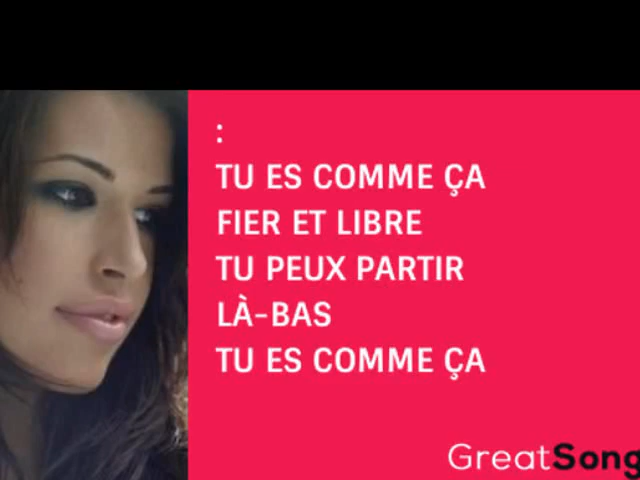 :
TU ES COMME ÇA
FIER ET LIBRE
TU PEUX PARTIR
LÀ-BAS
TU ES COMME ÇA
GreatSong